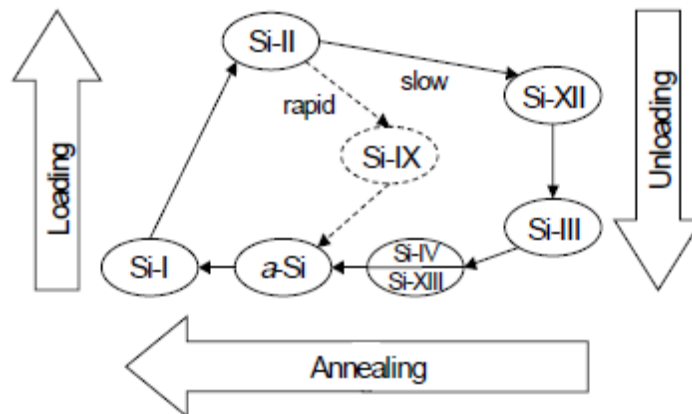 Si-II
slow
rapid
Si-XII
Si-IX
Loading
Unloading
Si-III
Si-I
a-Si
Si-IV
Si-XIII
Annealing